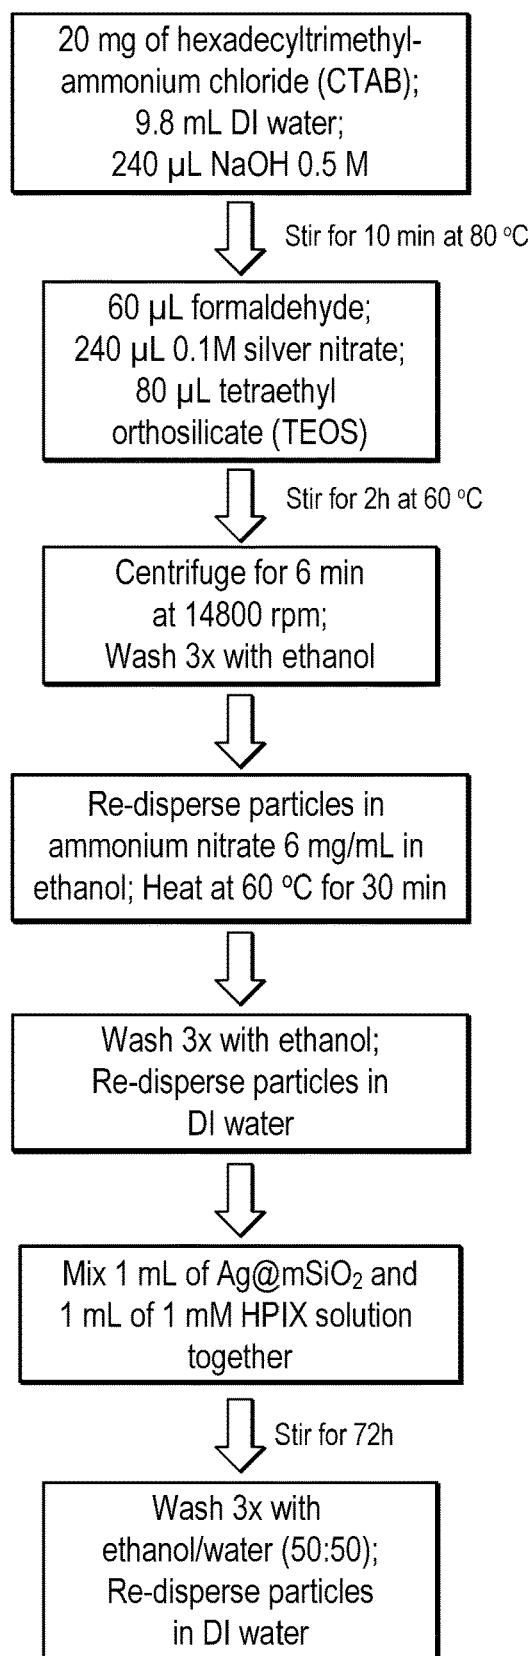 20 mg of hexadecyltrimethyl-
ammonium chloride (CTAB);
9.8 mL DI water;
240 µL NaOH 0.5 M
Stir for 10 min at 80 ºC
60 µL formaldehyde;
240 µL 0.1M silver nitrate;
80 µL tetraethyl
orthosilicate (TEOS)
Stir for 2h at 60 ºC
Centrifuge for 6 min
at 14800 rpm;
Wash 3x with ethanol
Re-disperse particles in
ammonium nitrate 6 mg/mL in
ethanol; Heat at 60 ºC for 30 min
Wash 3x with ethanol;
Re-disperse particles in
DI water
Mix 1 mL of Ag@mSiO₂ and
1 mL of 1 mM HPIX solution
together
Stir for 72h
Wash 3x with
ethanol/water (50:50);
Re-disperse particles
in DI water